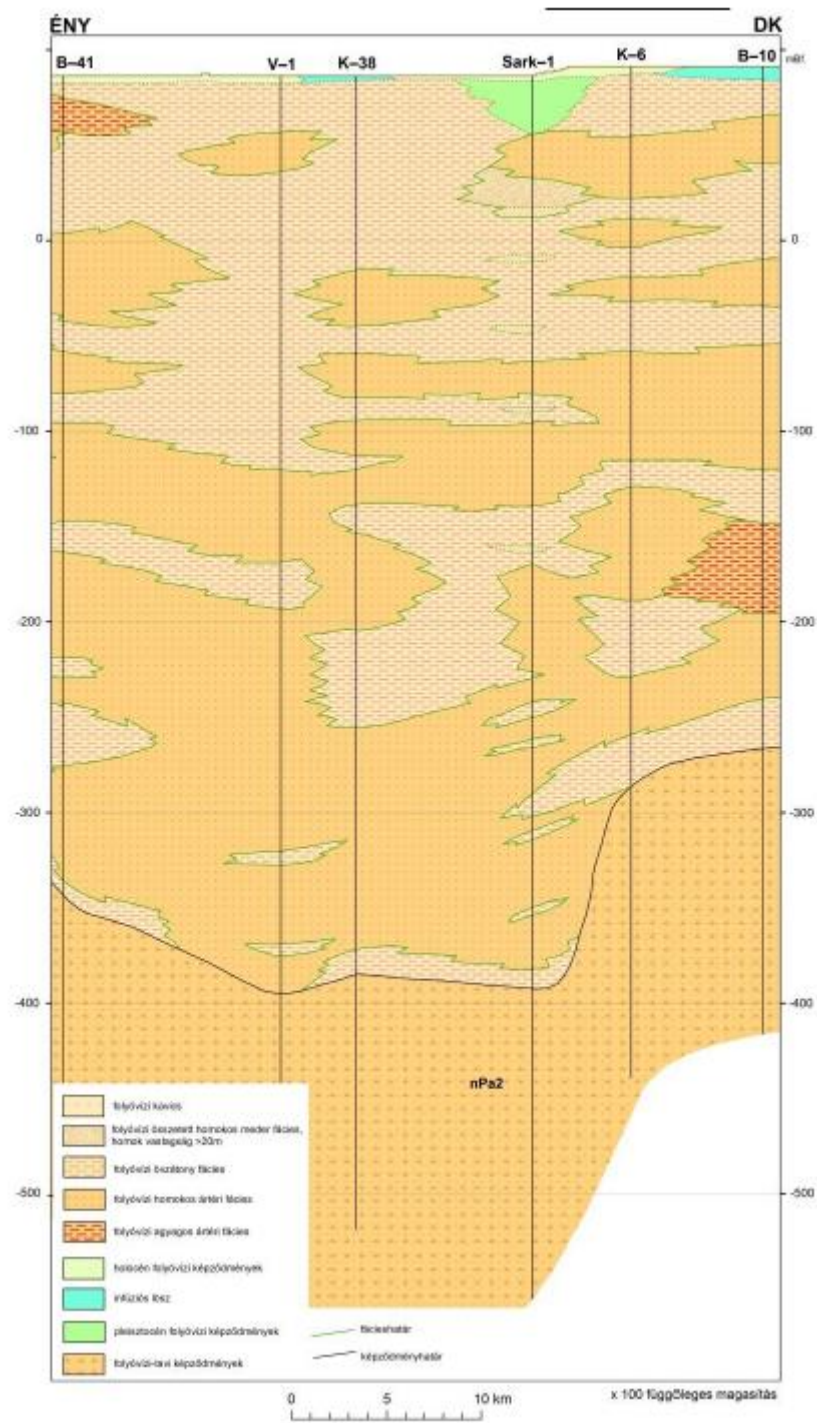 ÉNY
DK
B–41
V–1
K–38
Sark–1
K–6
B–10
mBf.
0
0
-100
-100
-200
-200
-300
-300
-400
-400
nPa2
-500
-500
folyóvízi kavics
folyóvízi összetett homokos meder fácies,
homok vastagság >20m
folyóvízi övzátony fácies
folyóvízi homokos ártéri fácies
folyóvízi agyagos ártéri fácies
holocén folyóvízi képződmények
infúziós lösz
pleisztocén folyóvízi képződmények
fácieshatár
folyóvízi-tavi képződmények
képződményhatár
x 100 függőleges magasítás
0 5 10 km